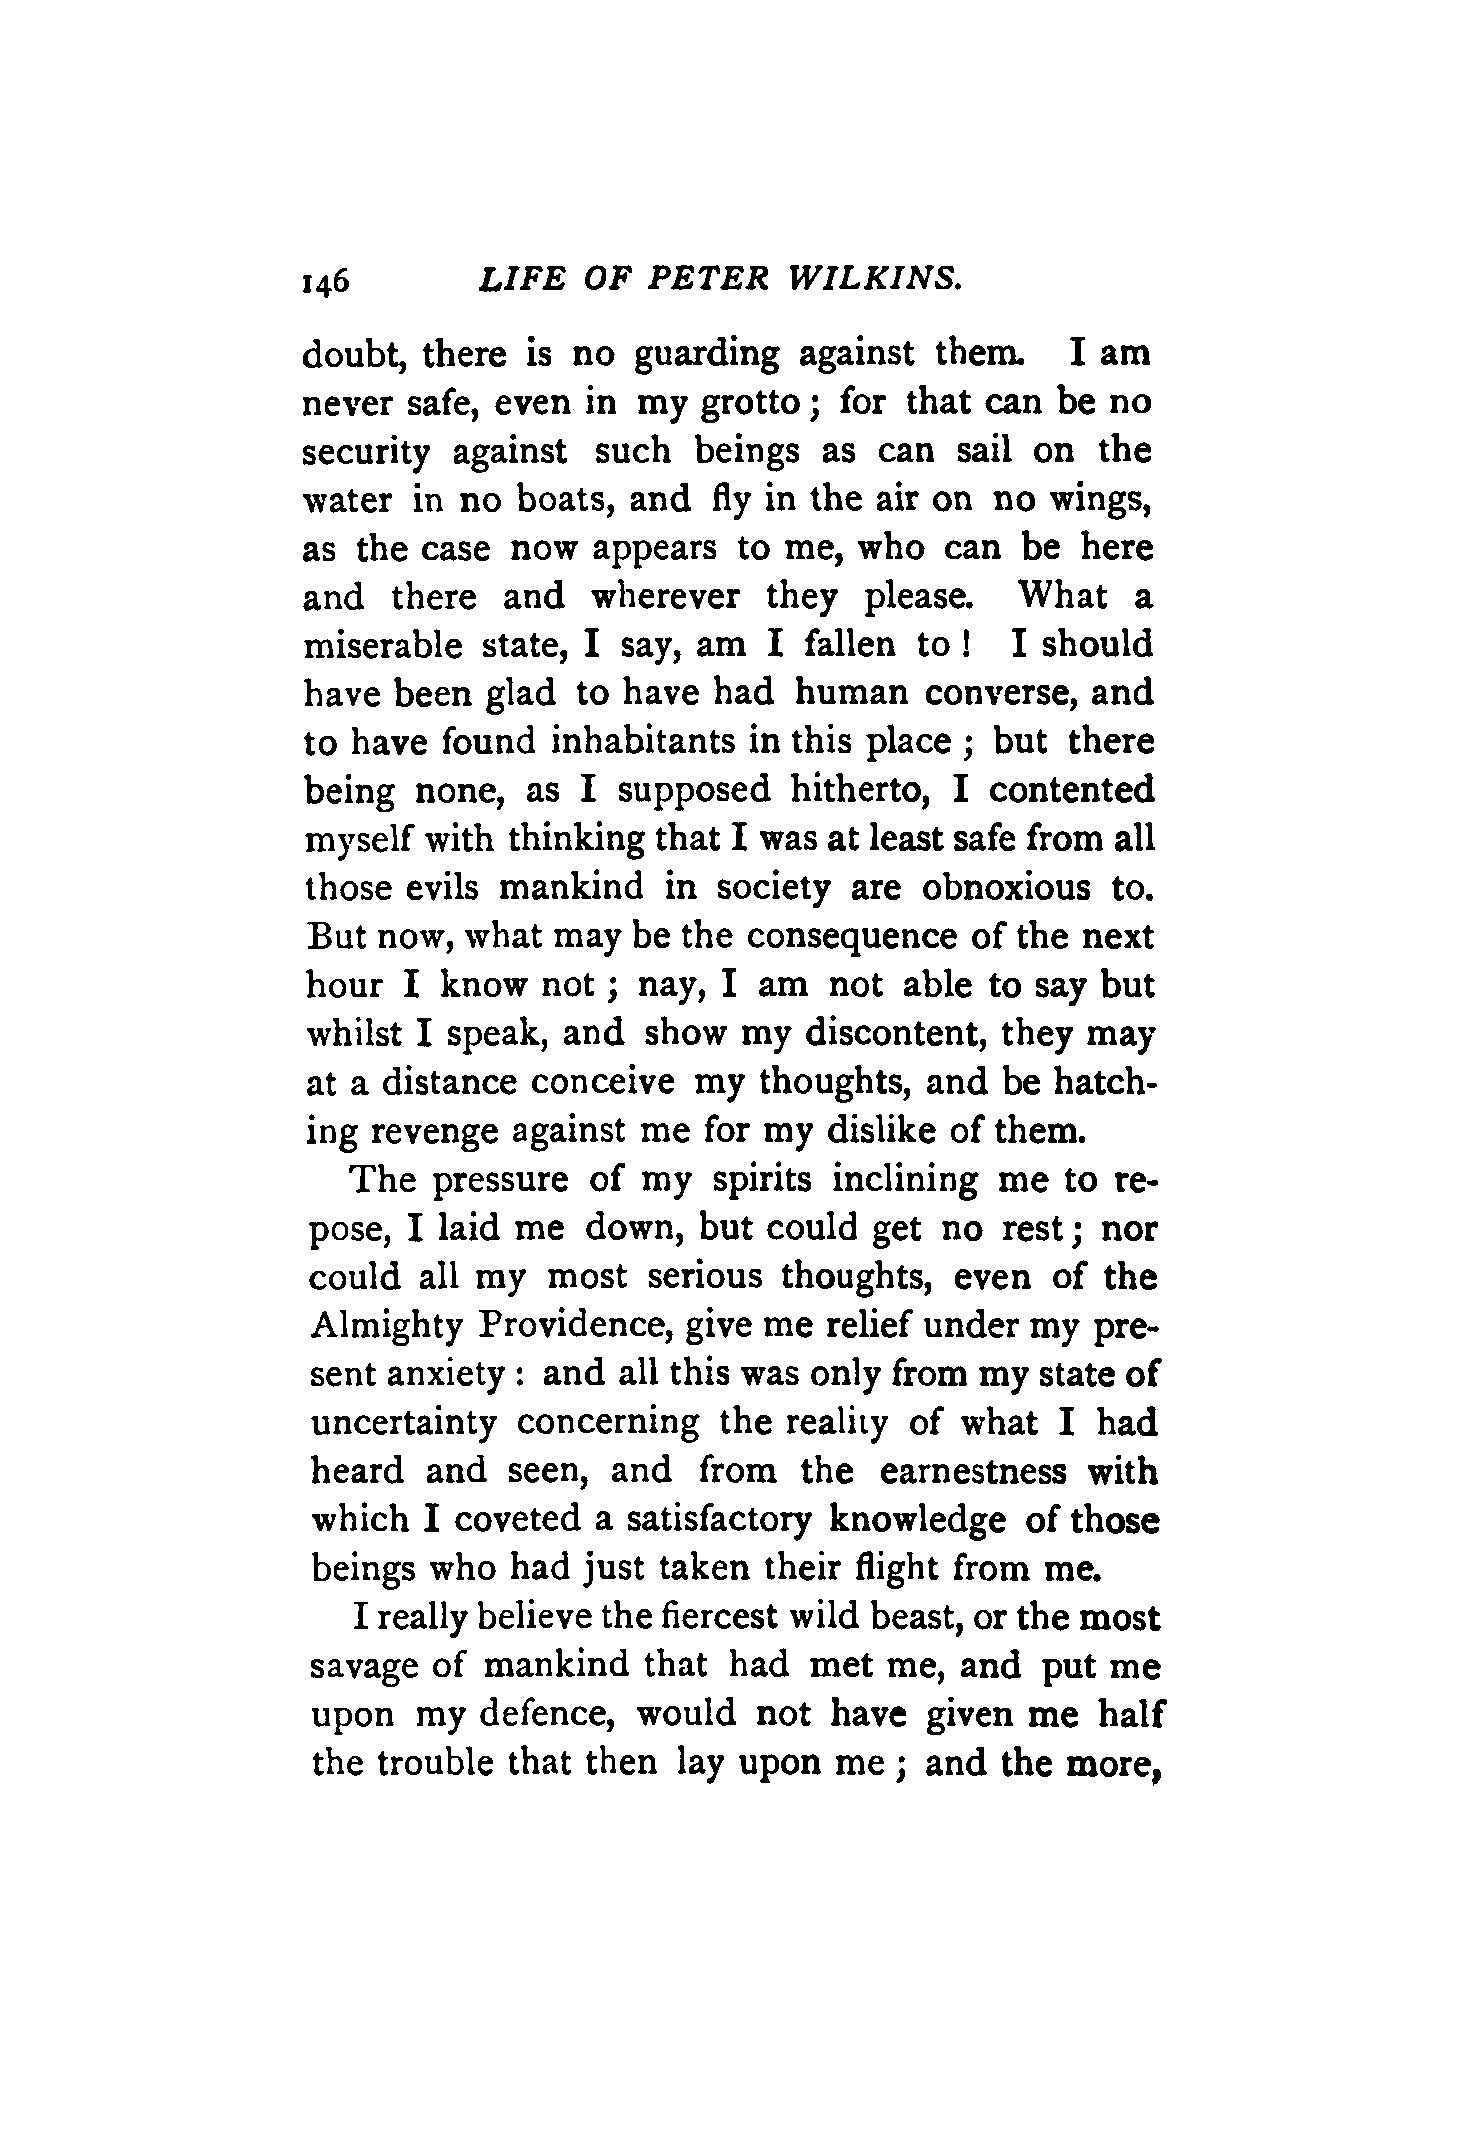 146 LIFE OF PETER WILKINS.
doubt, there is no guarding against them. I am
never safe, even in my grotto ; for that can be no
security against such beings as can sail on the
water in no boats, and fly in the air on no wings,
as the case now appears to me, who can be here
and there and wherever they please. What a
miserable state, I say, am I fallen to ! I should
have been glad to have had human converse, and
to have found inhabitants in this place ; but there
being none, as I supposed hitherto, I contented
myself with thinking that I was at least safe from all
those evils mankind in society are obnoxious to.
But now, what may be the consequence of the next
hour I know not ; nay, I am not able to say but
whilst I speak, and show my discontent, they may
at a distance conceive my thoughts, and be hatch-
ing revenge against me for my dislike of them.
The pressure of my spirits inclining me to re-
pose, I laid me down, but could get no rest ; nor
could all my most serious thoughts, even of the
Almighty Providence, give me relief under my pre-
sent anxiety : and all this was only from my state of
uncertainty concerning the reality of what I had
heard and seen, and from the earnestness with
which I coveted a satisfactory knowledge of those
beings who had just taken their flight from me.
I really believe the fiercest wild beast, or the most
savage of mankind that had met me, and put me
upon my defence, would not have given me half
the trouble that then lay upon me ; and the more,